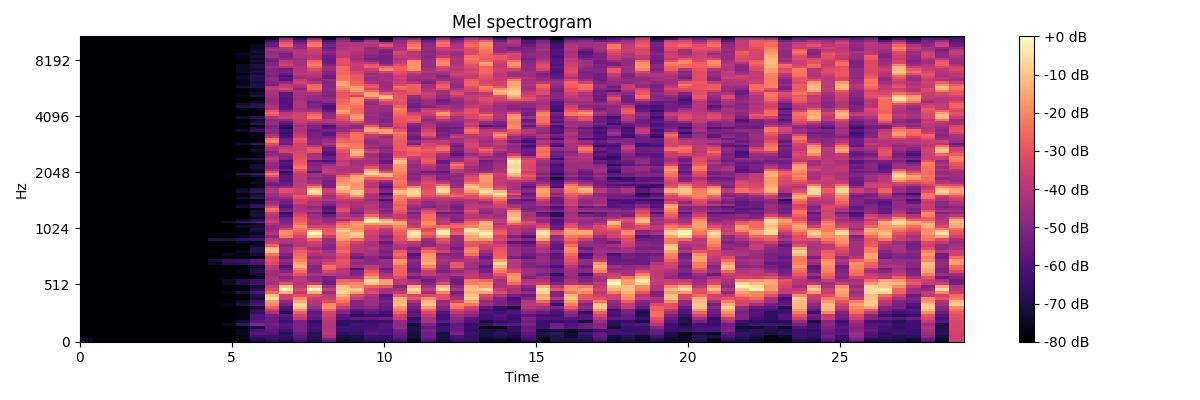 Mel spectrogram
8192
4096
2048
1024
512
0
Hz
0 5 10 15 20 25
Time
+0 dB
-10 dB
-20 dB
-30 dB
-40 dB
-50 dB
-60 dB
-70 dB
-80 dB